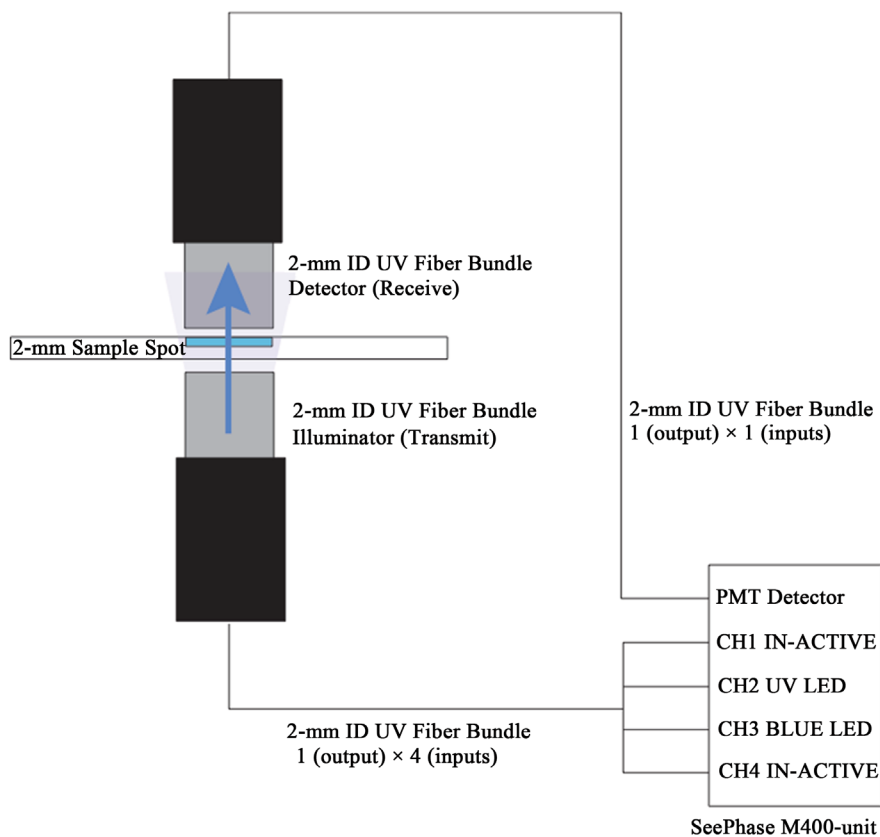 2-mm ID UV Fiber Bundle
Detector (Receive)
2-mm Sample Spot
2-mm ID UV Fiber Bundle
Illuminator (Transmit)
2-mm ID UV Fiber Bundle
1 (output) × 1 (inputs)
PMT Detector
CH1 IN-ACTIVE
CH2 UV LED
CH3 BLUE LED
CH4 IN-ACTIVE
2-mm ID UV Fiber Bundle
1 (output) × 4 (inputs)
SeePhase M400-unit